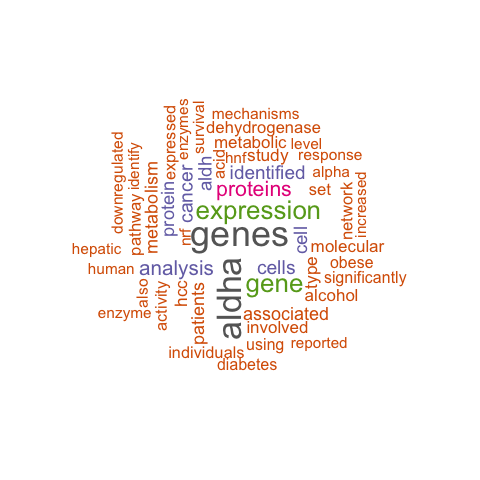 mechanisms
dehydrogenase
metabolic level
hnf study response
acid
identified alpha
proteins set
expression
genes
survival
enzymes
expressed
aldh
cancer
protein
identify
downregulated
pathway
metabolism
nrf
cell
network
increased
molecular
hepatic
human analysis cells
obese
type
significantly
gene
alcohol
aldha
also
activity
hcc
patients
enzyme
associated
involved
using reported
individuals
diabetes